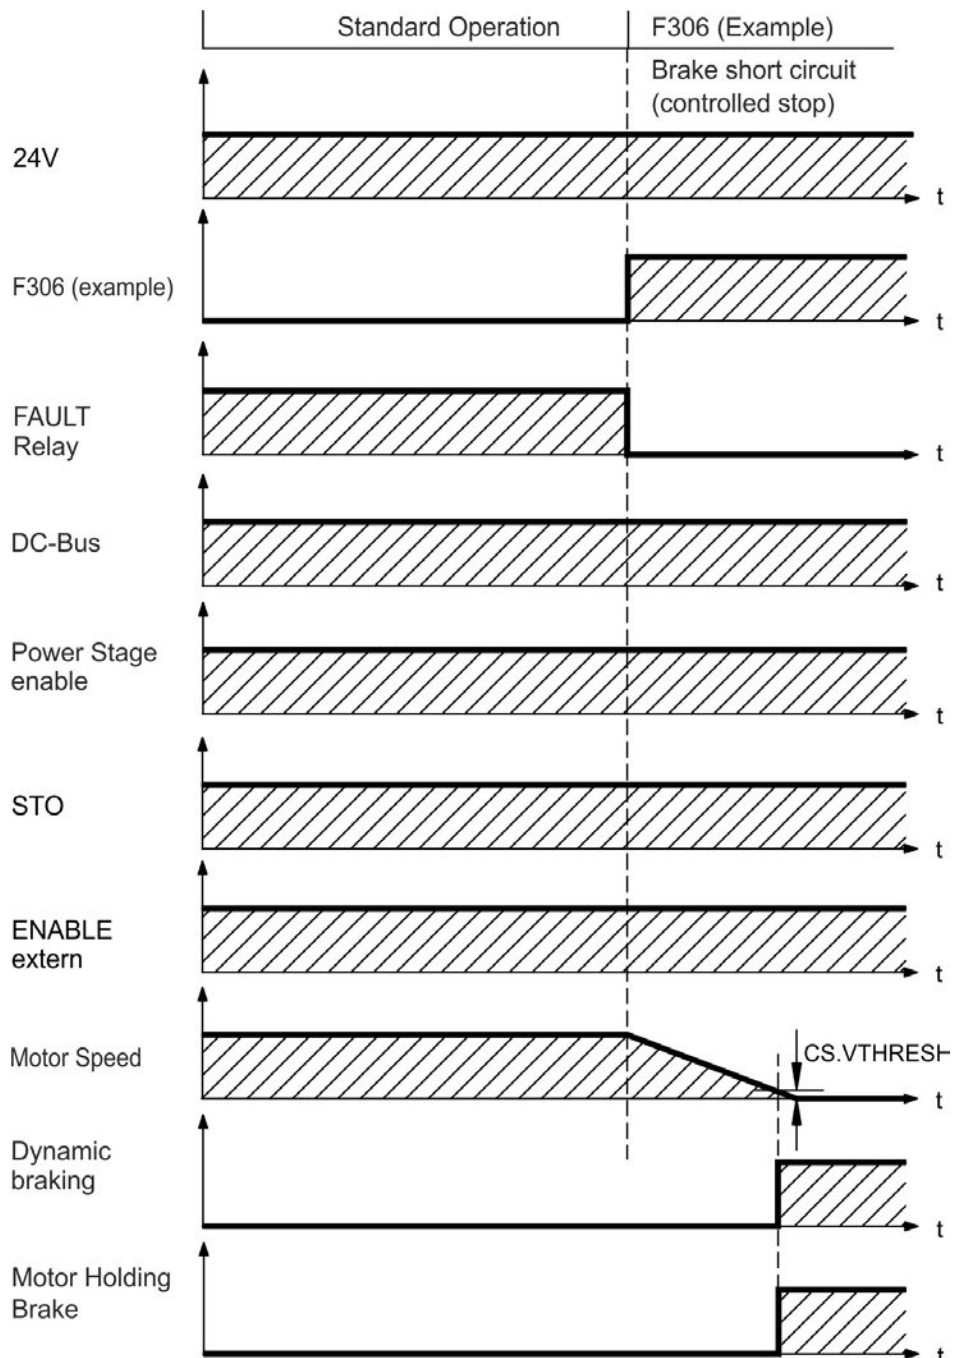 Standard Operation
F306 (Example)
Brake short circuit
(controlled stop)
24V
t
F306 (example)
t
FAULT
Relay
t
DC-Bus
t
Power Stage
enable
t
STO
t
ENABLE
extern
t
Motor Speed
CS.VTHRESH
t
Dynamic
braking
t
Motor Holding
Brake
t